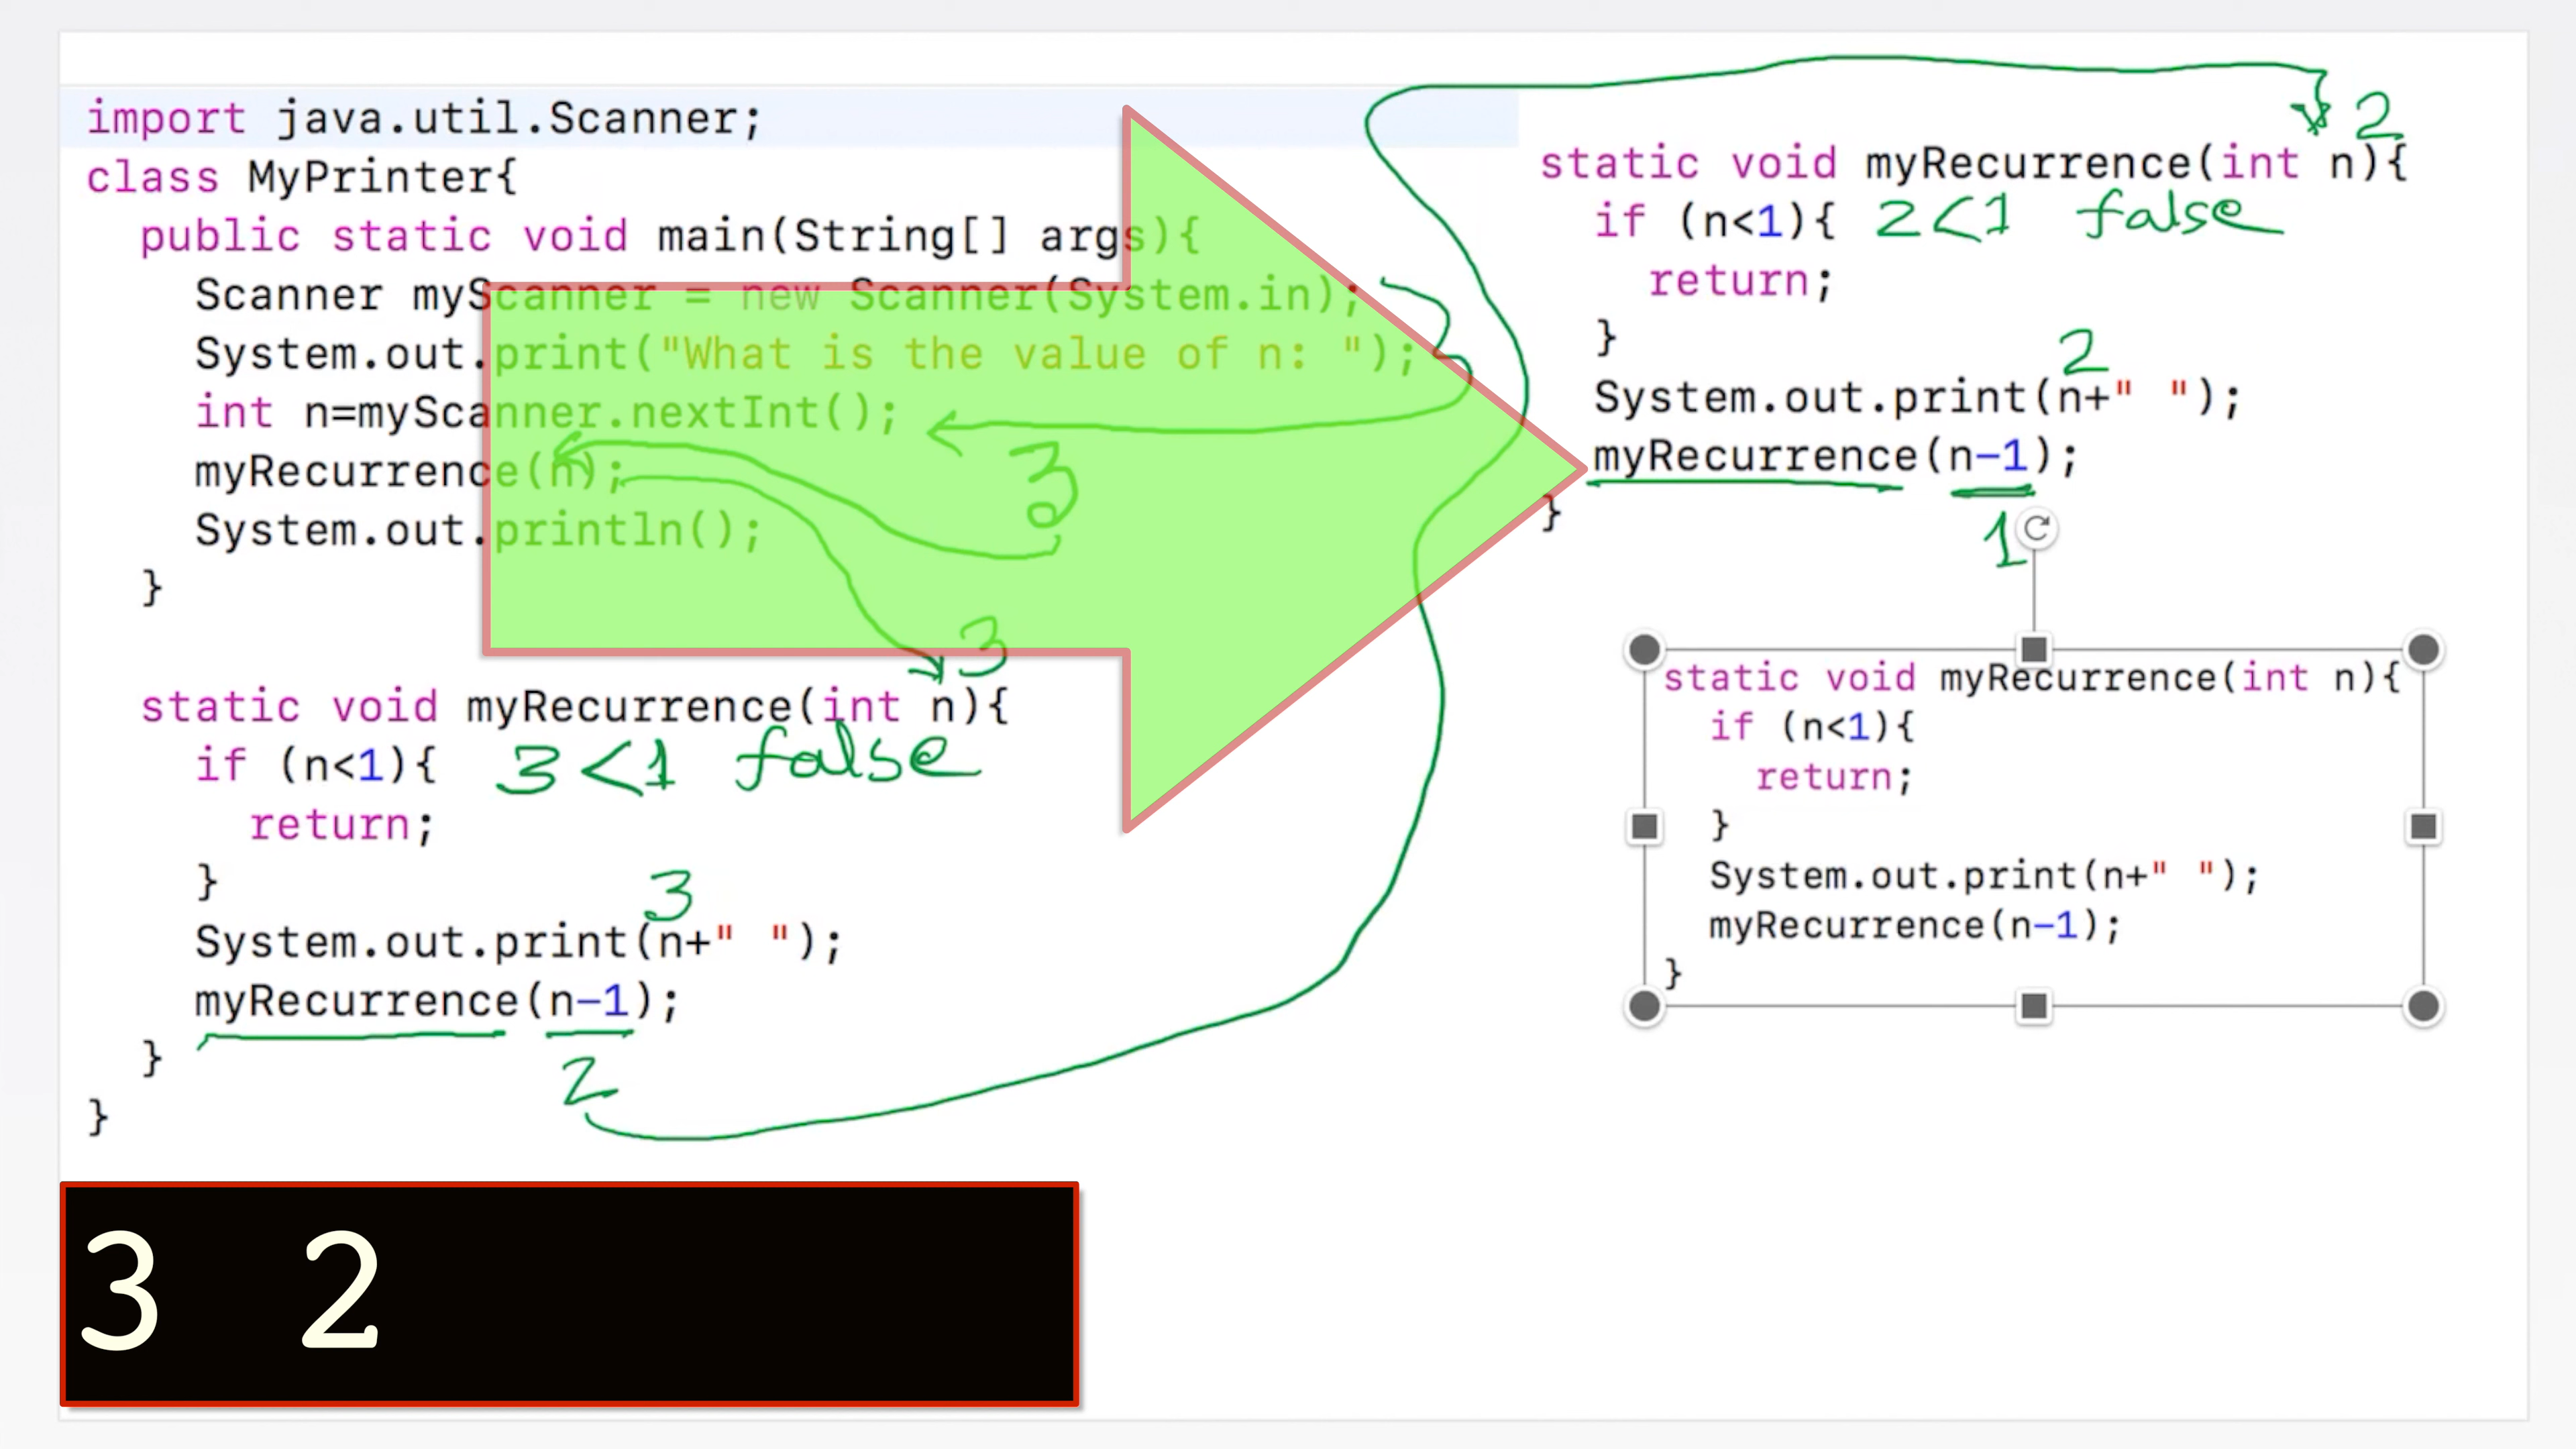 import java.util.Scanner;
class MyPrinter{
public static void main(String[] args){
Scanner myScanner = new Scanner(System.in);
System.out.print("What is the value of n: ");
int n=myScanner.nextInt();
myRecurrence(n);
3
System.out.println();
}
3
static void myRecurrence(int n){
if (n<1){ 3<1 false
return;
}
3
System.out.print(n+" ");
myRecurrence(n-1);
}
2
}
3 2
2
static void myRecurrence(int n){
if (n<1){ 2<1 false
return;
}
2
System.out.print(n+" ");
myRecurrence(n-1);
}
1
static void myRecurrence(int n){
if (n<1){
return;
}
System.out.print(n+" ");
myRecurrence(n-1);
}